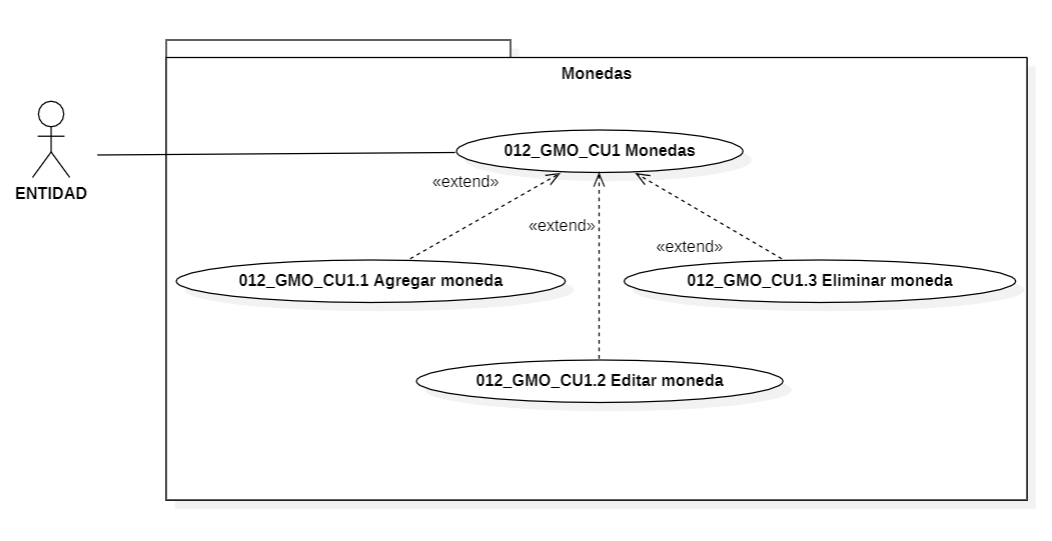 Monedas
012_GMO_CU1 Monedas
«extend»
ENTIDAD
«extend»
«extend»
012_GMO_CU1.1 Agregar moneda
012_GMO_CU1.3 Eliminar moneda
012_GMO_CU1.2 Editar moneda